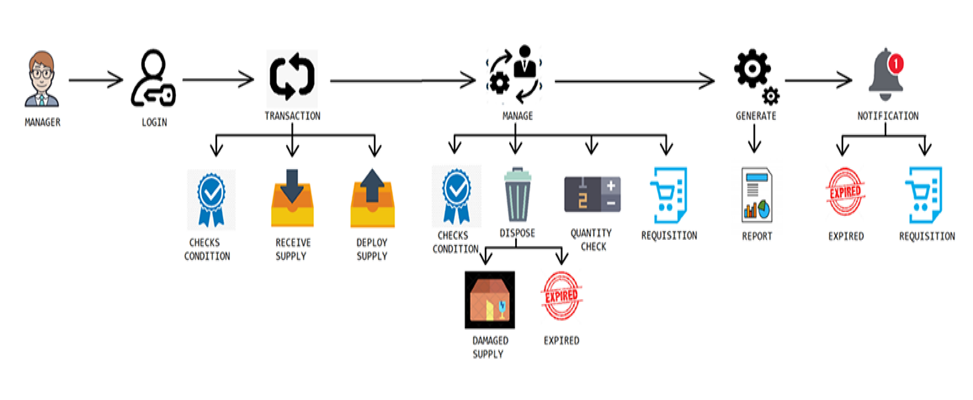 MANAGER
LOGIN
TRANSACTION
MANAGE
GENERATE
NOTIFICATION
1
CHECKS
CONDITION
RECEIVE
SUPPLY
DEPLOY
SUPPLY
CHECKS
CONDITION
DISPOSE
2
+
-
QUANTITY
CHECK
REQUISITION
REPORT
EXPIRED
EXPIRED
REQUISITION
DAMAGED
SUPPLY
EXPIRED
EXPIRED